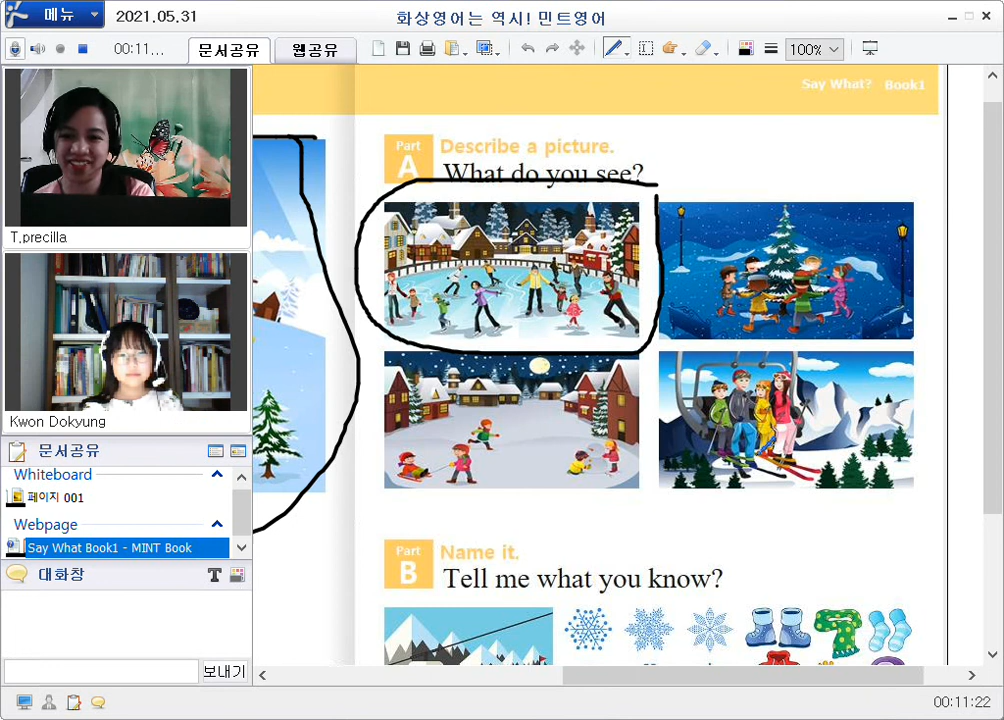 메뉴 2021.05.31 화상영어는 역시! 민트영어
00:11... 문서공유 웹공유 100%
T.precilla
Kwon Dokyung
문서공유
Whiteboard
페이지 001
Webpage
Say What Book1 - MINT Book
대화창 T
보내기
Say What? Book1
Part A Describe a picture.
What do you see?
Part B Name it.
Tell me what you know?
00:11:22